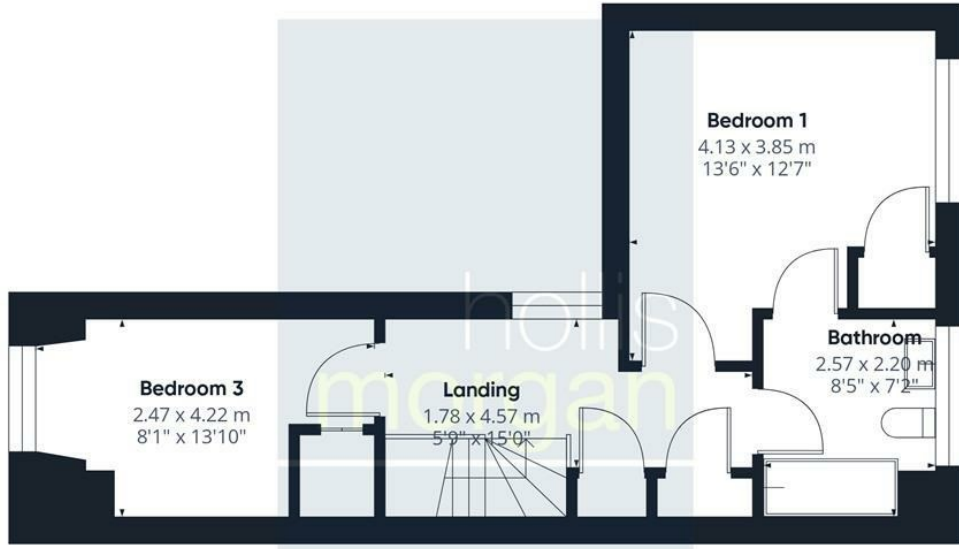 Bedroom 1
4.13 x 3.85 m
13'6" x 12'7"
hollis
morgan
Bedroom 3
2.47 x 4.22 m
8'1" x 13'10"
Landing
1.78 x 4.57 m
5'9" x 15'0"
Bathroom
2.57 x 2.20 m
8'5" x 7'2"